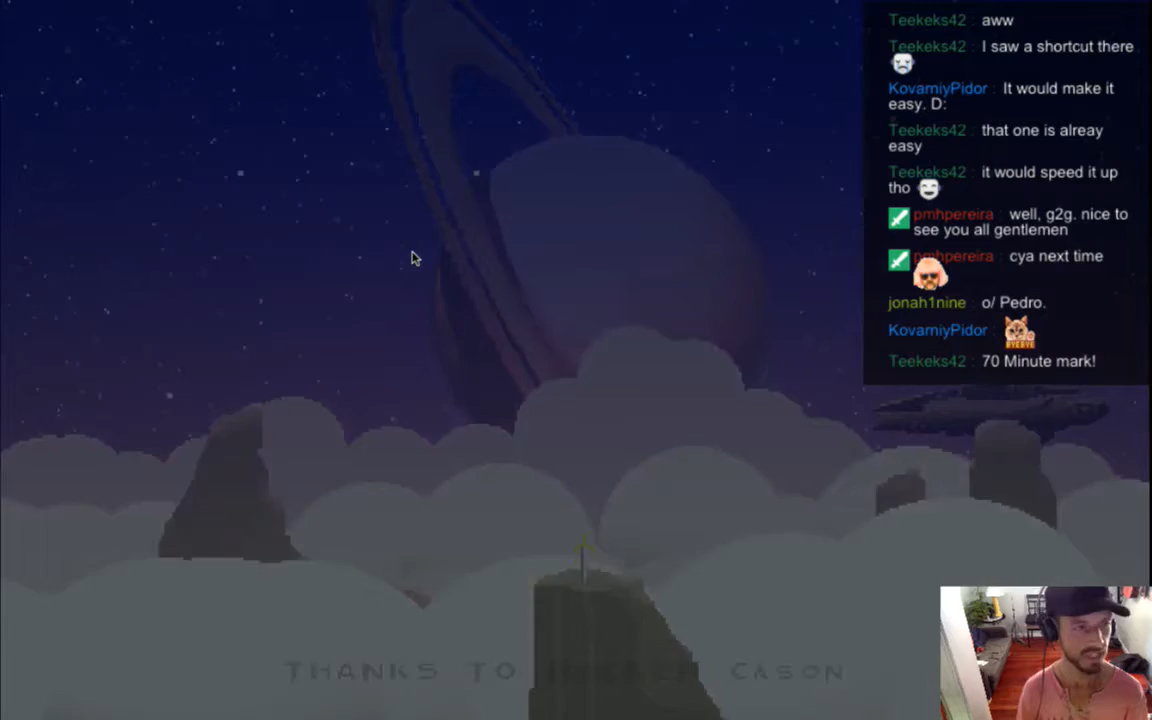 Teekeks42 : aww
Teekeks42 : I saw a shortcut there
KovarniyPidor : It would make it
easy. D:
Teekeks42 : that one is alreay
easy
Teekeks42 : it would speed it up
tho
pmhpereira : well, g2g. nice to
see you all gentlemen
pmhpereira : cya next time
jonah1nine : o/ Pedro.
KovarniyPidor :
BYEBYE
Teekeks42 : 70 Minute mark!
THANKS TO CASON